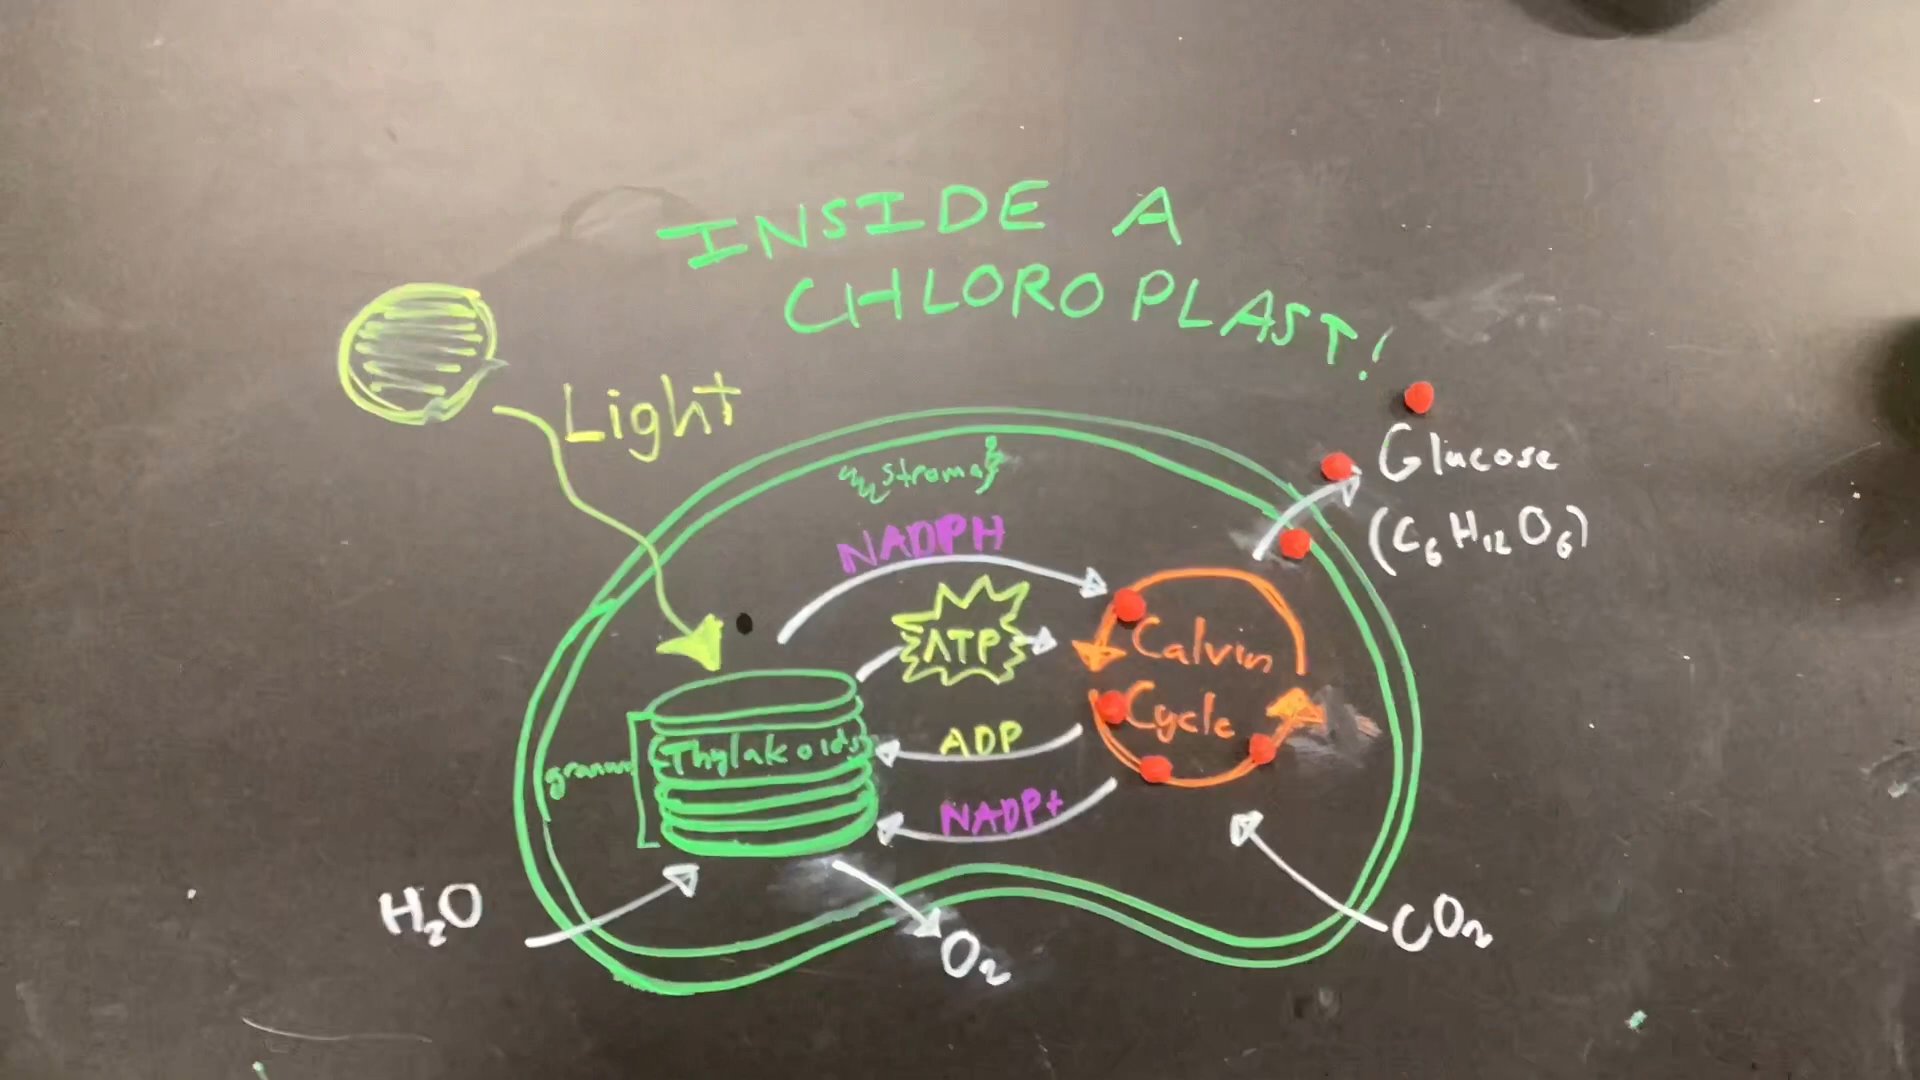 INSIDE A
CHLOROPLAST!
Light
stroma
NADPH
ATP
Calvin
Cycle
Glucose
(C₆H₁₂O₆)
Thylakoids
granum
ADP
NADP+
H₂O
O₂
CO₂